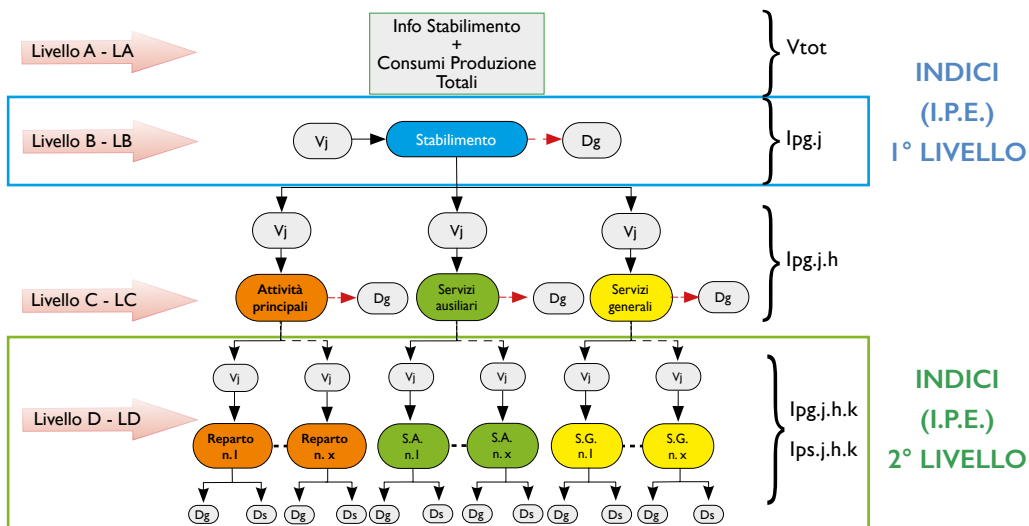 Livello A - LA
Info Stabilimento
+
Consumi Produzione
Totali
Vtot
INDICI
(I.P.E.)
1° LIVELLO
Livello B - LB
Vj
Stabilimento
Dg
Ipg.j
Vj
Vj
Vj
Ipg.j.h
Livello C - LC
Attività
principali
Dg
Servizi
ausiliari
Dg
Servizi
generali
Dg
Vj
Vj
Vj
Vj
Vj
Vj
Livello D - LD
Reparto
n.1
Reparto
n. x
S.A.
n.1
S.A.
n. x
S.G.
n.1
S.G.
n. x
Ipg.j.h.k
Ips.j.h.k
INDICI
(I.P.E.)
2° LIVELLO
Dg
Ds
Dg
Ds
Dg
Ds
Dg
Ds
Dg
Ds
Dg
Ds